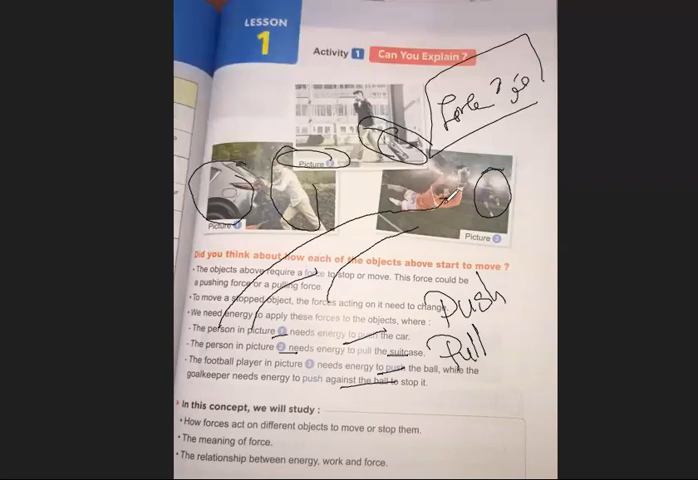 LESSON
1
Activity 1 Can You Explain ?
Force ? قوة
Picture 2
Picture 1
Picture 3
Did you think about how each of the objects above start to move ?
• The objects above require a force to stop or move. This force could be
a pushing force or a pulling force.
• To move a stopped object, the forces acting on it need to change.
• We need energy to apply these forces to the objects, where :
- The person in picture 1 needs energy to push the car.
- The person in picture 2 needs energy to pull the suitcase.
- The football player in picture 3 needs energy to push the ball, while the
goalkeeper needs energy to push against the ball to stop it.
Push
Pull
In this concept, we will study :
• How forces act on different objects to move or stop them.
• The meaning of force.
• The relationship between energy, work and force.